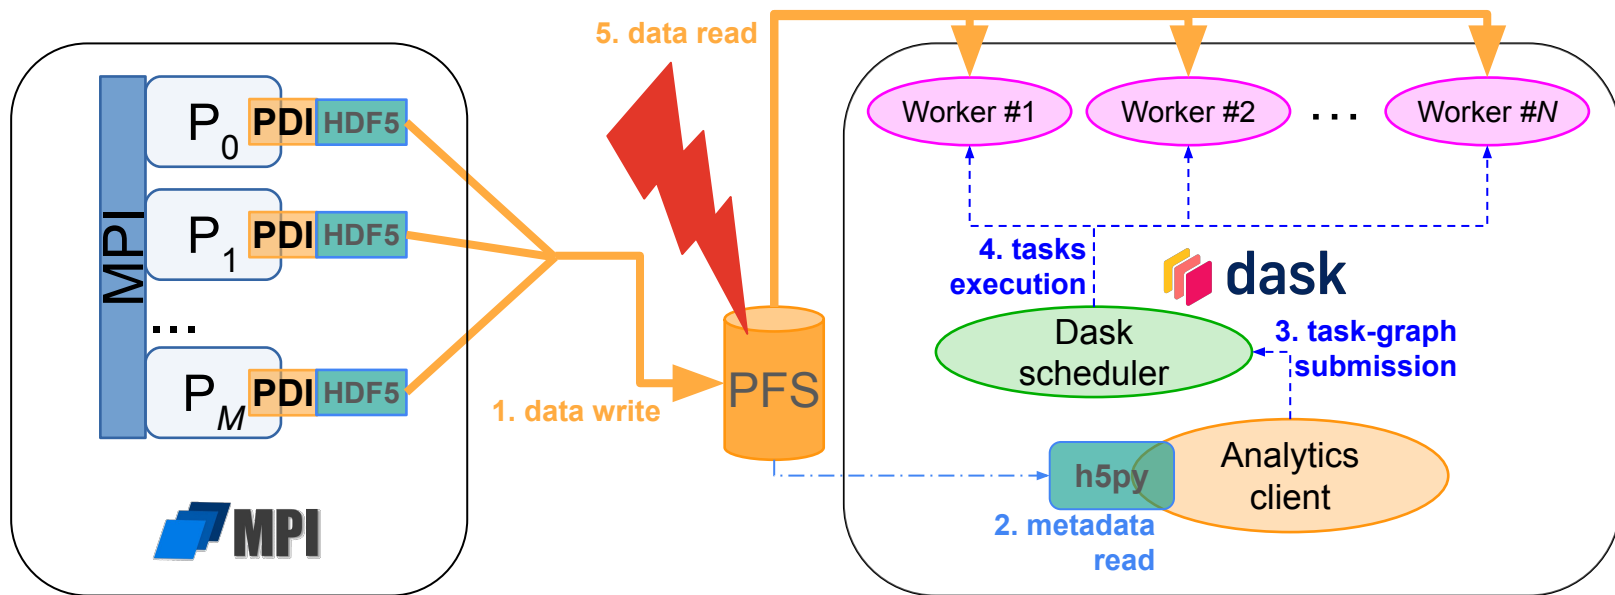 MPI
P0
PDI
HDF5
P1
PDI
HDF5
...
PM
PDI
HDF5
MPI
1. data write
PFS
5. data read
Worker #1
Worker #2
...
Worker #N
4. tasks
execution
dask
Dask
scheduler
3. task-graph
submission
h5py
Analytics
client
2. metadata
read